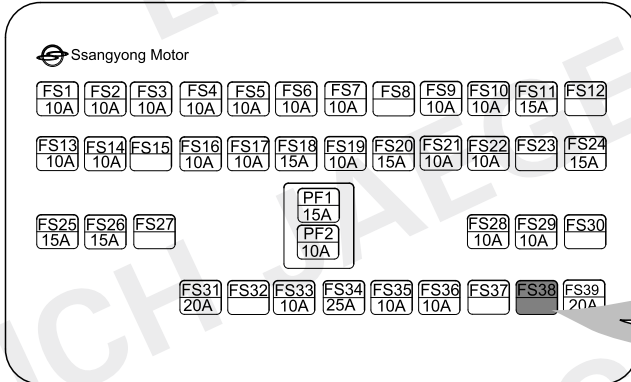 Ssangyong Motor
FS1 FS2 FS3 FS4 FS5 FS6 FS7 FS8 FS9 FS10 FS11 FS12
10A 10A 10A 10A 10A 10A 10A 10A 10A 15A
FS13 FS14 FS15 FS16 FS17 FS18 FS19 FS20 FS21 FS22 FS23 FS24
10A 10A 10A 10A 15A 10A 15A 10A 10A 15A
PF1
15A
FS25 FS26 FS27 PF2 FS28 FS29 FS30
15A 15A 10A 10A 10A
FS31 FS32 FS33 FS34 FS35 FS36 FS37 FS38 FS39
20A 10A 25A 10A 10A 20A